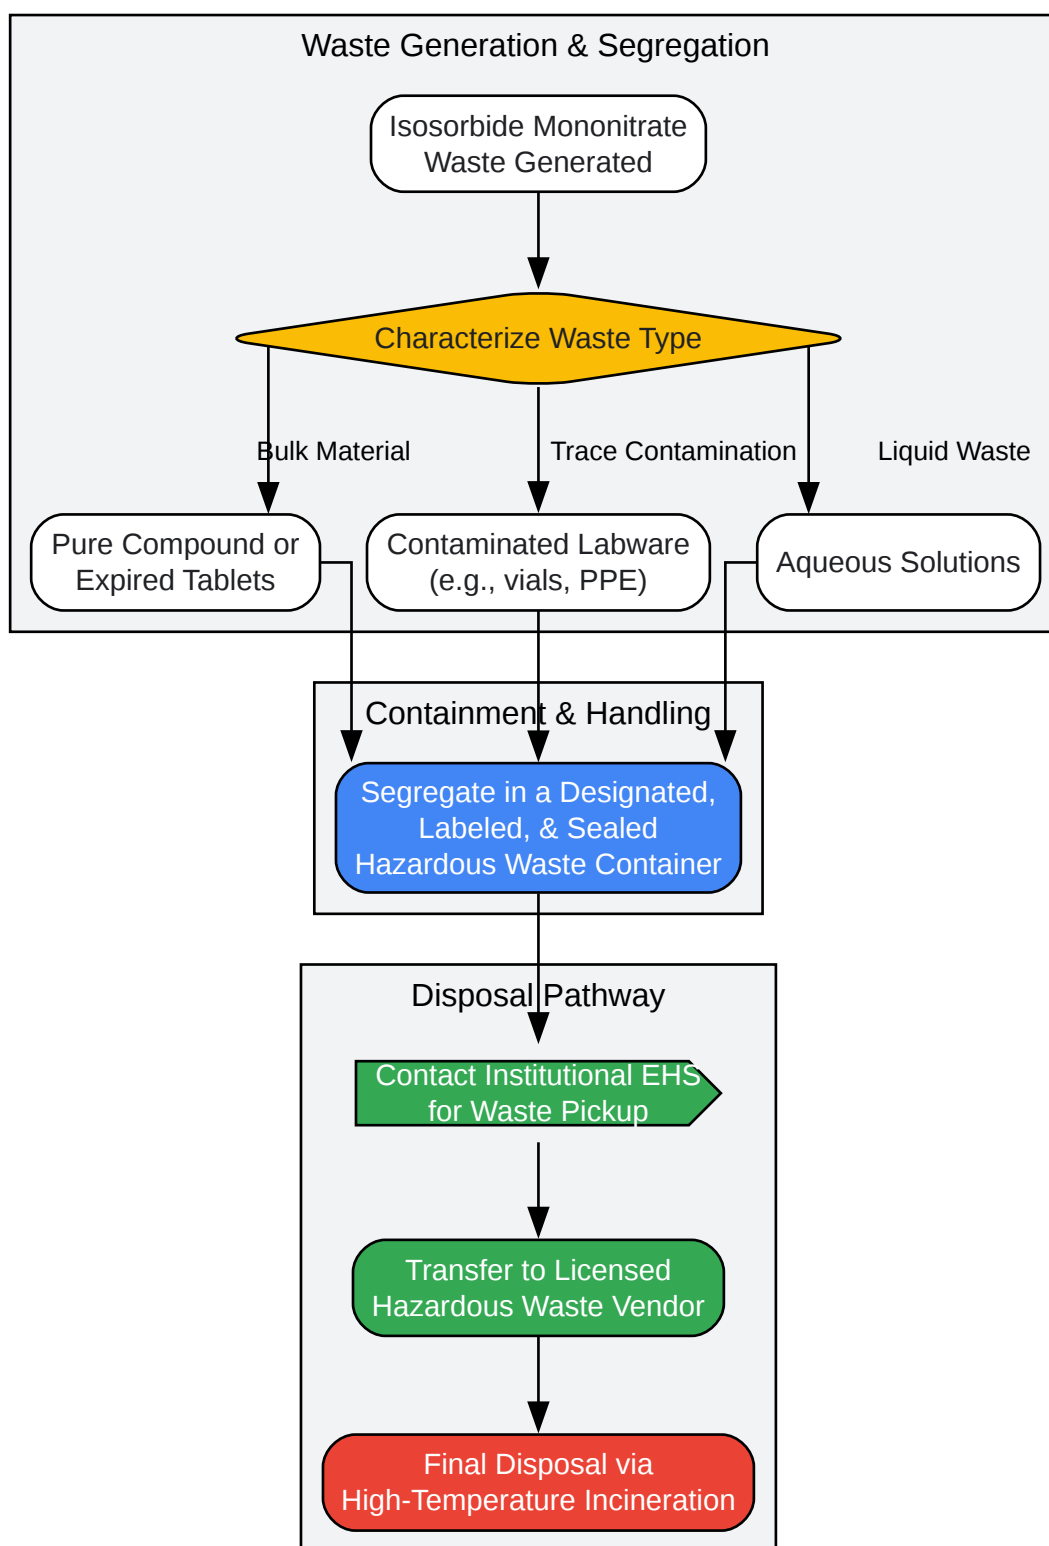 Waste Generation & Segregation
Isosorbide Mononitrate
Waste Generated
Characterize Waste Type
Bulk Material
Trace Contamination
Liquid Waste
Pure Compound or
Expired Tablets
Contaminated Labware
(e.g., vials, PPE)
Aqueous Solutions
Containment & Handling
Segregate in a Designated,
Labeled, & Sealed
Hazardous Waste Container
Disposal Pathway
Contact Institutional EHS
for Waste Pickup
Transfer to Licensed
Hazardous Waste Vendor
Final Disposal via
High-Temperature Incineration